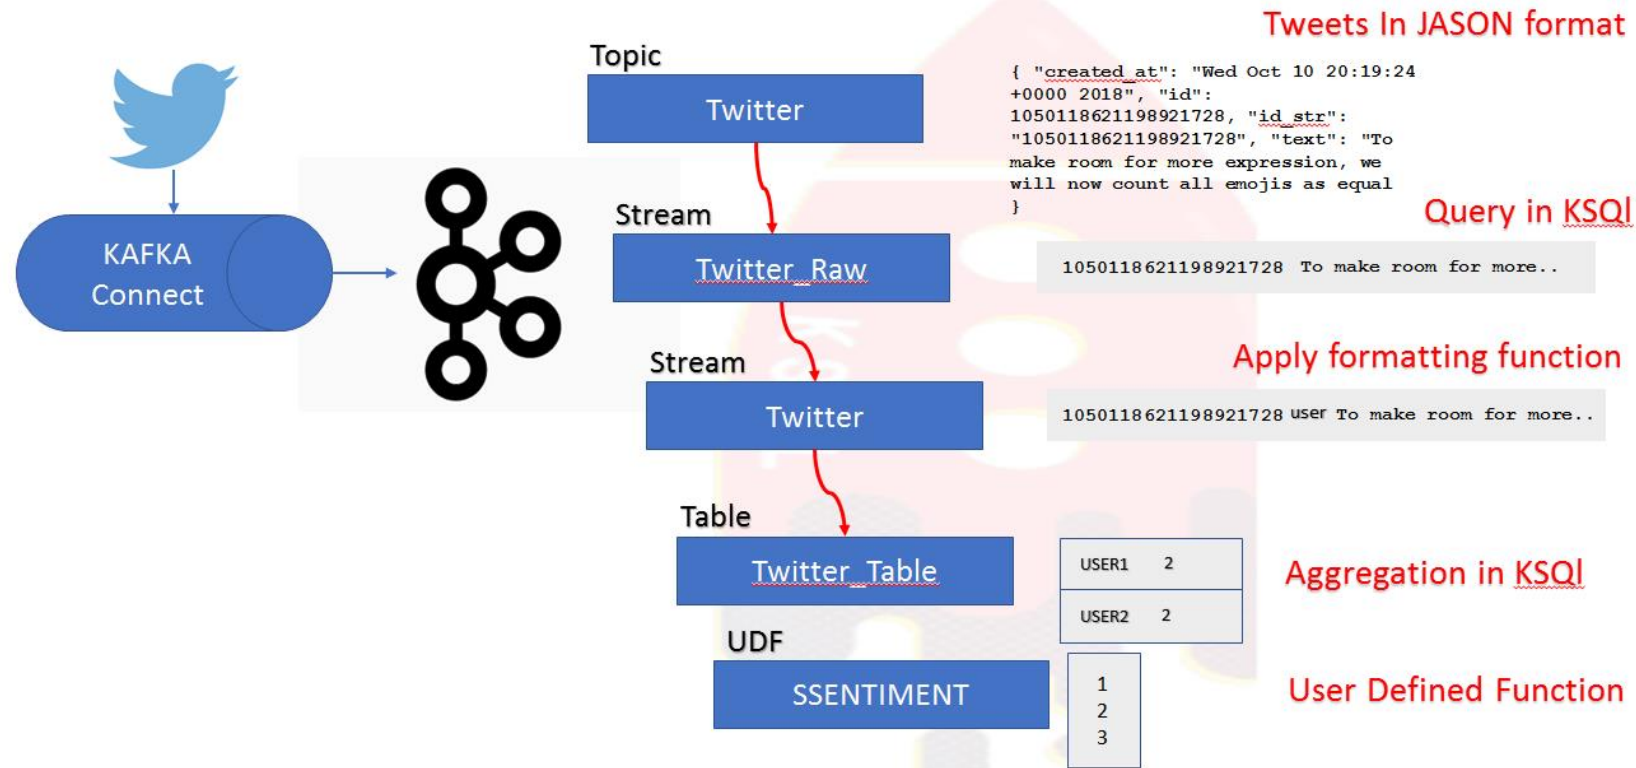 Tweets In JASON format
Topic
Twitter
{ "created_at": "Wed Oct 10 20:19:24
+0000 2018", "id":
1050118621198921728, "id_str":
"1050118621198921728", "text": "To
make room for more expression, we
will now count all emojis as equal
}
KAFKA
Connect
Stream
Twitter_Raw
Query in KSQl
1050118621198921728 To make room for more..
Stream
Twitter
Apply formatting function
1050118621198921728 user To make room for more..
Table
Twitter_Table
USER1 2
USER2 2
Aggregation in KSQl
UDF
SSENTIMENT
1
2
3
User Defined Function